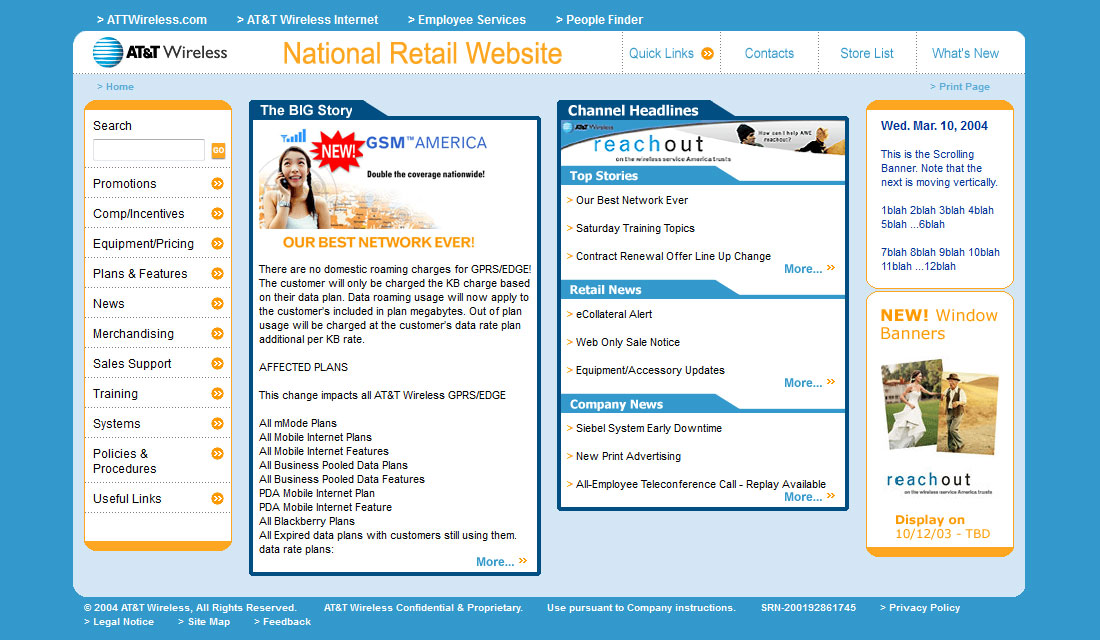 > ATTWireless.com > AT&T Wireless Internet > Employee Services > People Finder
AT&T Wireless
National Retail Website
Quick Links
Contacts
Store List
What's New
> Home
> Print Page
Search
GO
Promotions
Comp/Incentives
Equipment/Pricing
Plans & Features
News
Merchandising
Sales Support
Training
Systems
Policies &
Procedures
Useful Links
The BIG Story
NEW!
GSM™AMERICA
Double the coverage nationwide!
OUR BEST NETWORK EVER!
There are no domestic roaming charges for GPRS/EDGE!
The customer will only be charged the KB charge based
on their data plan. Data roaming usage will now apply to
the customer's included in plan megabytes. Out of plan
usage will be charged at the customer's data rate plan
additional per KB rate.
AFFECTED PLANS
This change impacts all AT&T Wireless GPRS/EDGE
All mMode Plans
All Mobile Internet Plans
All Mobile Internet Features
All Business Pooled Data Plans
All Business Pooled Data Features
PDA Mobile Internet Plan
PDA Mobile Internet Feature
All Blackberry Plans
All Expired data plans with customers still using them.
data rate plans:
More...
Channel Headlines
AT&T Wireless
reachout
on the wireless service America trusts
How can I help AWE
reachout?
Top Stories
> Our Best Network Ever
> Saturday Training Topics
> Contract Renewal Offer Line Up Change
More...
Retail News
> eCollateral Alert
> Web Only Sale Notice
> Equipment/Accessory Updates
More...
Company News
> Siebel System Early Downtime
> New Print Advertising
> All-Employee Teleconference Call - Replay Available
More...
Wed. Mar. 10, 2004
This is the Scrolling
Banner. Note that the
next is moving vertically.
1blah 2blah 3blah 4blah
5blah ...6blah
7blah 8blah 9blah 10blah
11blah ...12blah
NEW! Window
Banners
reachout
on the wireless service America trusts
Display on
10/12/03 - TBD
© 2004 AT&T Wireless, All Rights Reserved. AT&T Wireless Confidential & Proprietary. Use pursuant to Company instructions. SRN-200192861745 > Privacy Policy
> Legal Notice > Site Map > Feedback